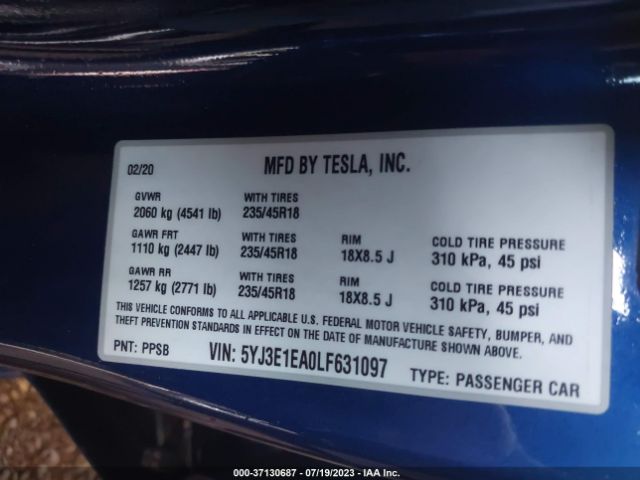 02/20 MFD BY TESLA, INC.
GVWR WITH TIRES
2060 kg (4541 lb) 235/45R18
GAWR FRT WITH TIRES RIM COLD TIRE PRESSURE
1110 kg (2447 lb) 235/45R18 18X8.5 J 310 kPa, 45 psi
GAWR RR WITH TIRES RIM COLD TIRE PRESSURE
1257 kg (2771 lb) 235/45R18 18X8.5 J 310 kPa, 45 psi
THIS VEHICLE CONFORMS TO ALL APPLICABLE U.S. FEDERAL MOTOR VEHICLE SAFETY, BUMPER, AND
THEFT PREVENTION STANDARDS IN EFFECT ON THE DATE OF MANUFACTURE SHOWN ABOVE.
PNT: PPSB VIN: 5YJ3E1EA0LF631097 TYPE: PASSENGER CAR
000-37130687 - 07/19/2023 - IAA Inc.